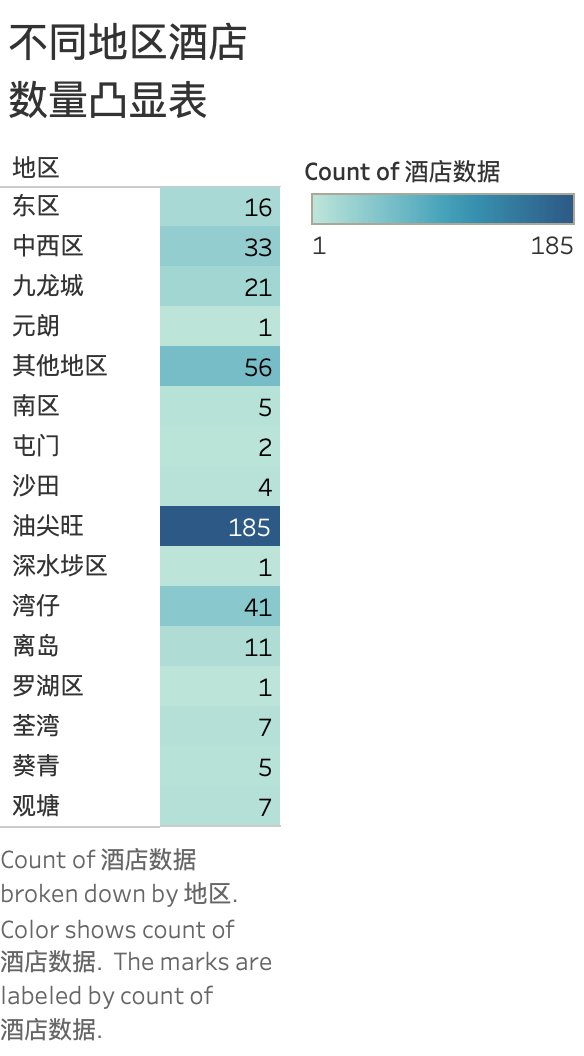 不同地区酒店
数量凸显表
地区
Count of 酒店数据
1 185
东区 16
中西区 33
九龙城 21
元朗 1
其他地区 56
南区 5
屯门 2
沙田 4
油尖旺 185
深水埗区 1
湾仔 41
离岛 11
罗湖区 1
荃湾 7
葵青 5
观塘 7
Count of 酒店数据
broken down by 地区.
Color shows count of
酒店数据. The marks are
labeled by count of
酒店数据.